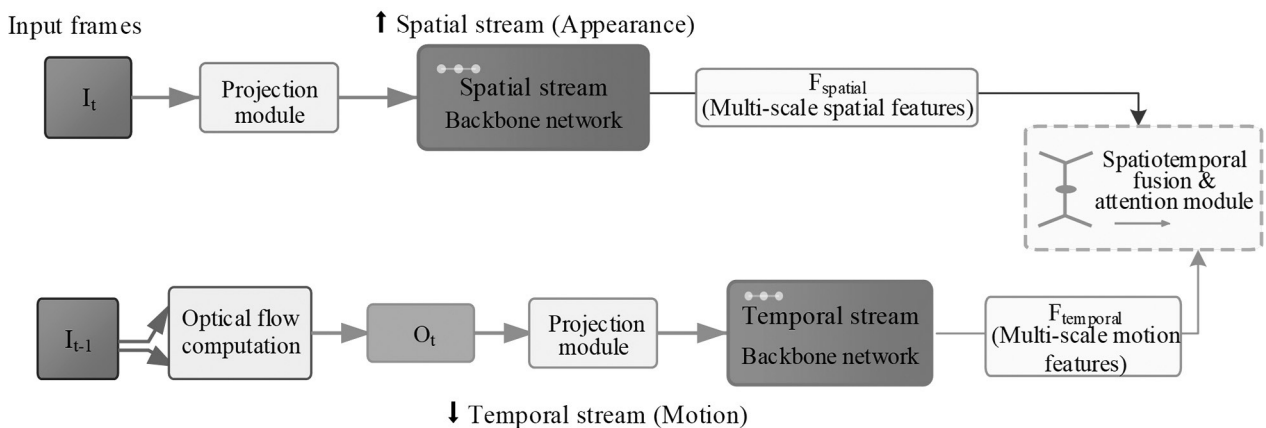 Input frames
⬆ Spatial stream (Appearance)
I_t
Projection
module
Spatial stream
Backbone network
F_spatial
(Multi-scale spatial features)
Spatiotemporal
fusion &
attention module
I_t-1
Optical flow
computation
O_t
Projection
module
Temporal stream
Backbone network
F_temporal
(Multi-scale motion
features)
⬇ Temporal stream (Motion)